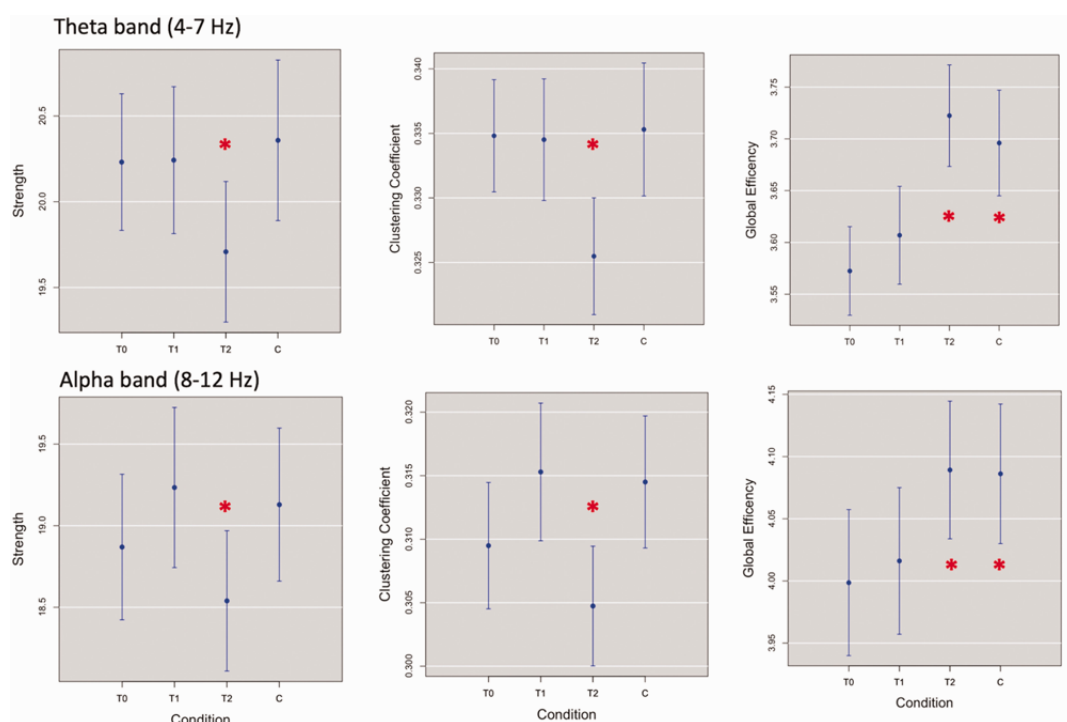 Theta band (4-7 Hz)
Strength
20.5
20.0
19.5
T0 T1 T2 C
Clustering Coefficient
0.340
0.335
0.330
0.325
T0 T1 T2 C
Global Efficency
3.75
3.70
3.65
3.60
3.55
T0 T1 T2 C
Alpha band (8-12 Hz)
Strength
19.5
19.0
18.5
T0 T1 T2 C
Condition
Clustering Coefficient
0.320
0.315
0.310
0.305
0.300
T0 T1 T2 C
Condition
Global Efficency
4.15
4.10
4.05
4.00
3.95
T0 T1 T2 C
Condition